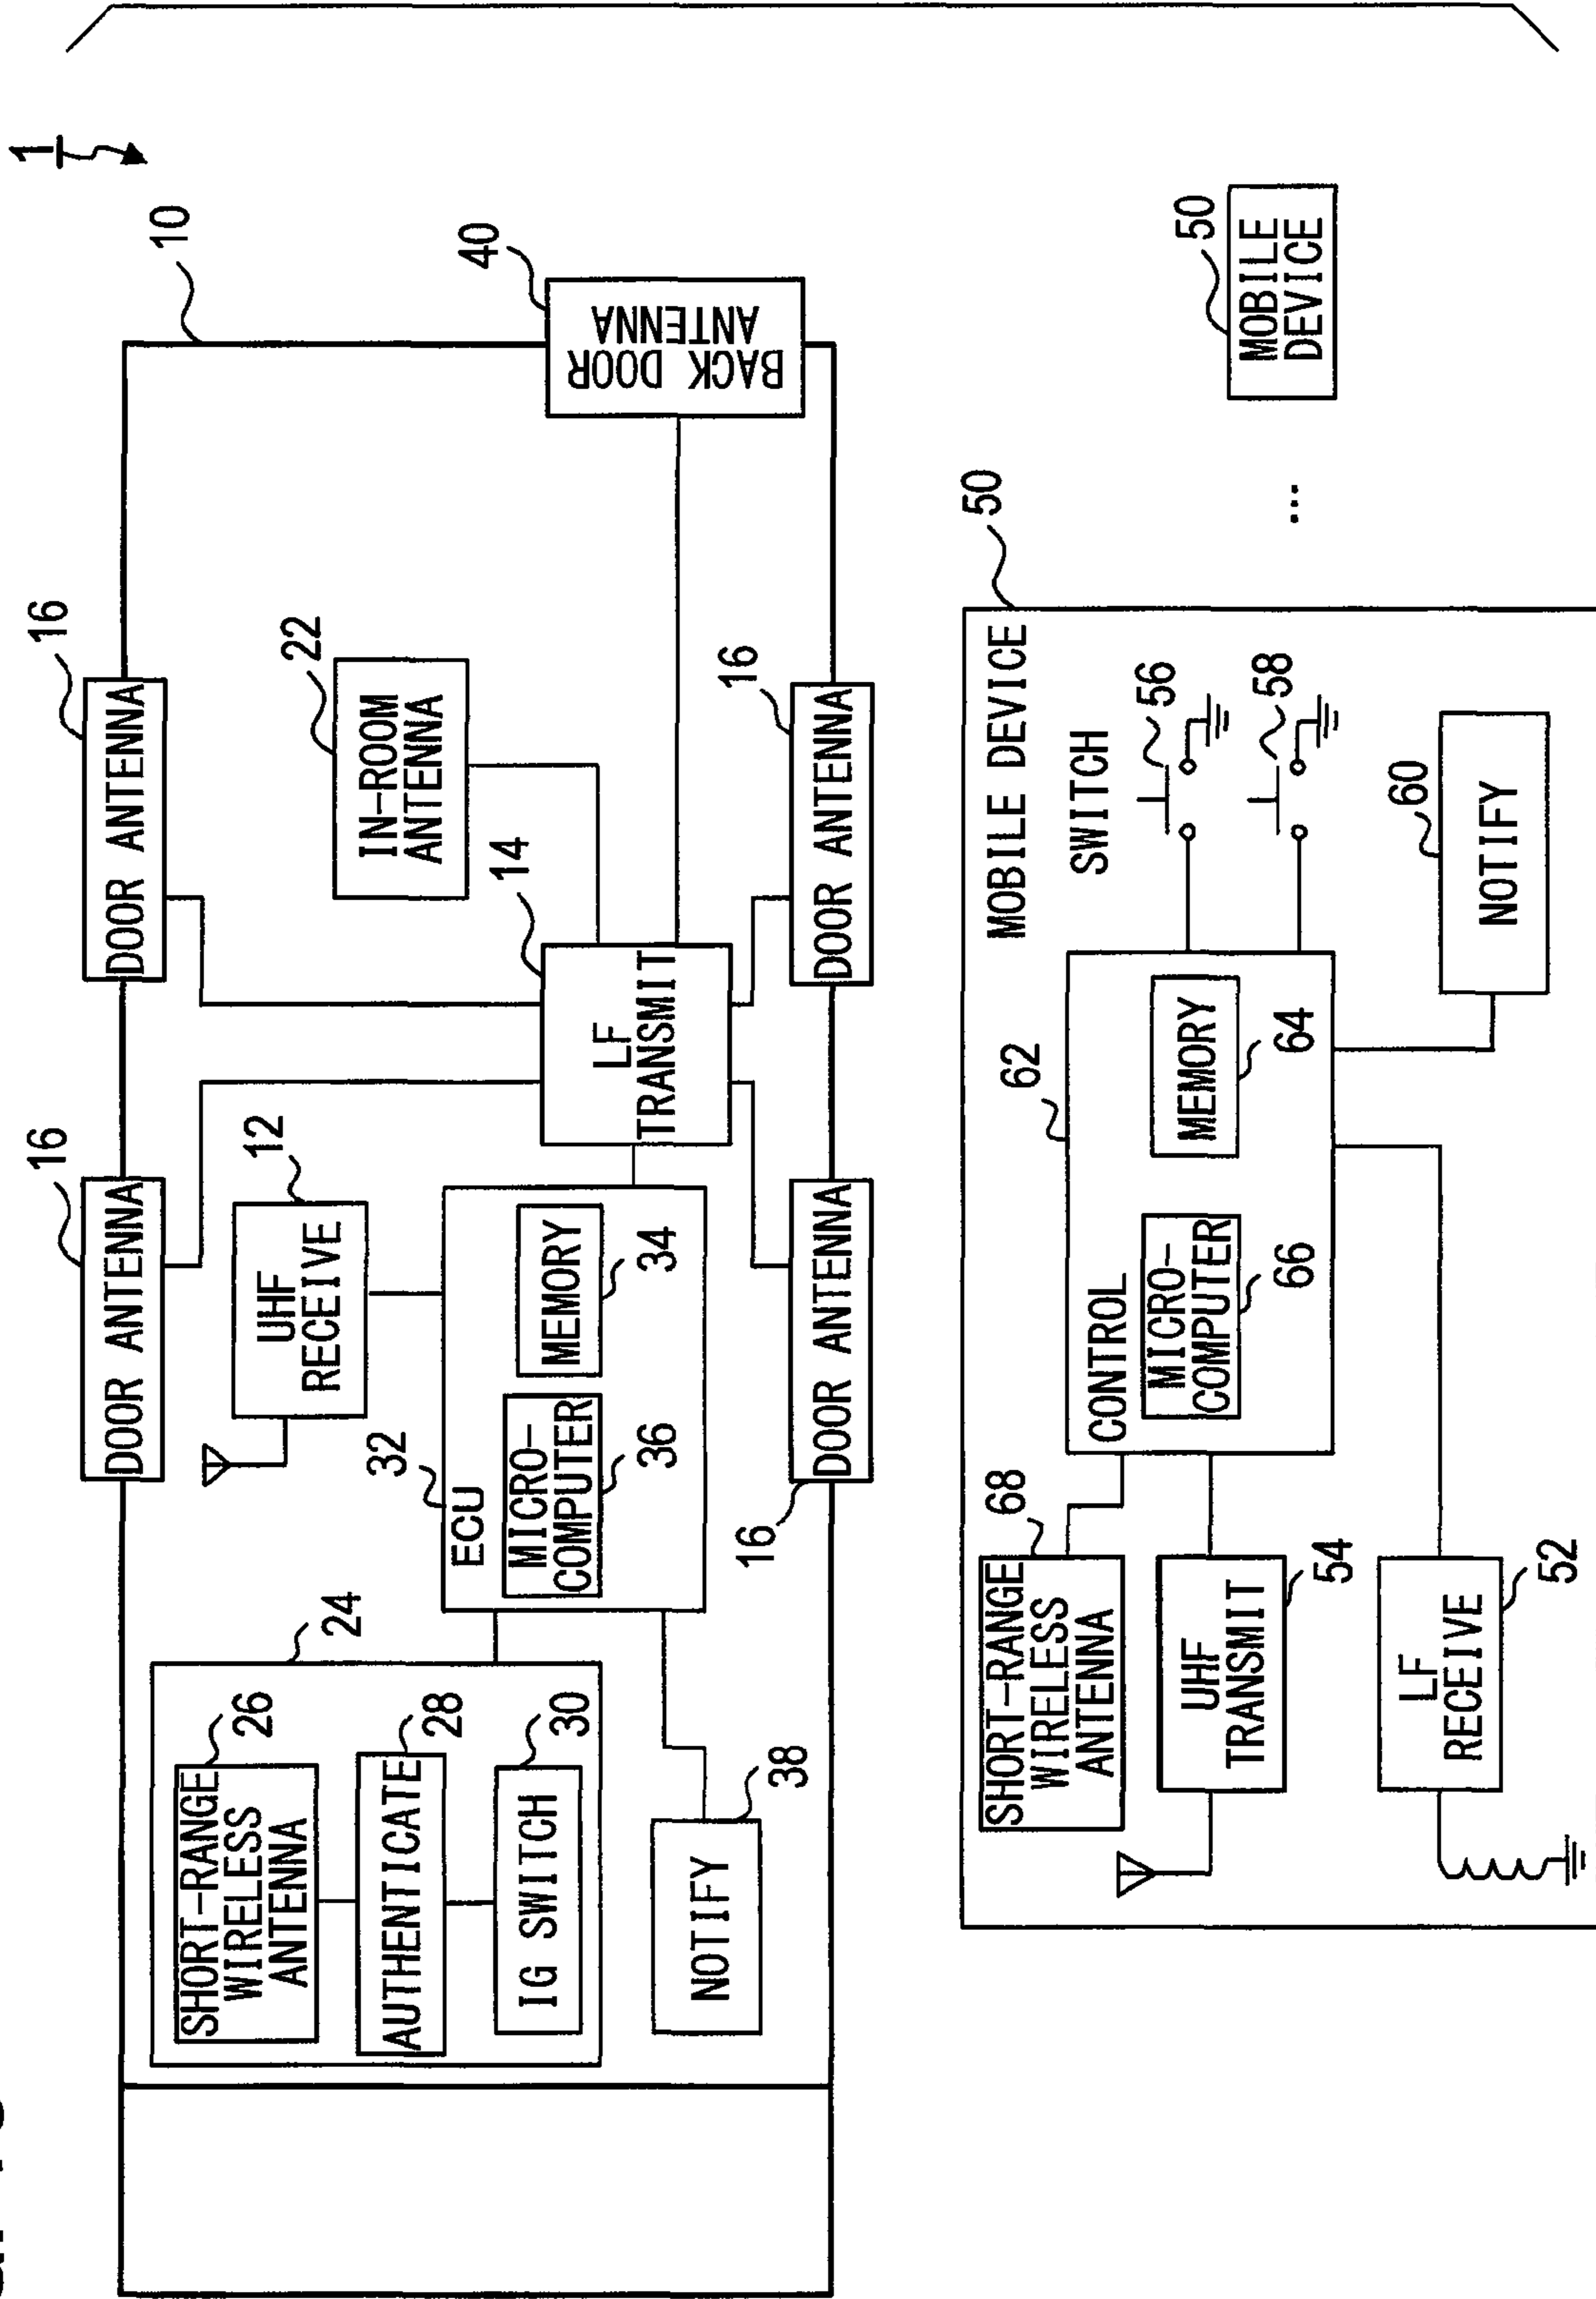 1
10
16
DOOR ANTENNA
16
DOOR ANTENNA
12
UHF
RECEIVE
22
IN-ROOM
ANTENNA
14
LF
TRANSMIT
40
BACK DOOR
ANTENNA
24
SHORT-RANGE
WIRELESS
ANTENNA
26
AUTHENTICATE
28
IG SWITCH
30
NOTIFY
38
32
ECU
MICRO-
COMPUTER
36
MEMORY
34
16
DOOR ANTENNA
16
DOOR ANTENNA
50
MOBILE DEVICE
SHORT-RANGE
WIRELESS
ANTENNA
68
UHF
TRANSMIT
54
LF
RECEIVE
52
62
CONTROL
MICRO-
COMPUTER
66
MEMORY
64
SWITCH
56
58
60
NOTIFY
...
50
MOBILE
DEVICE